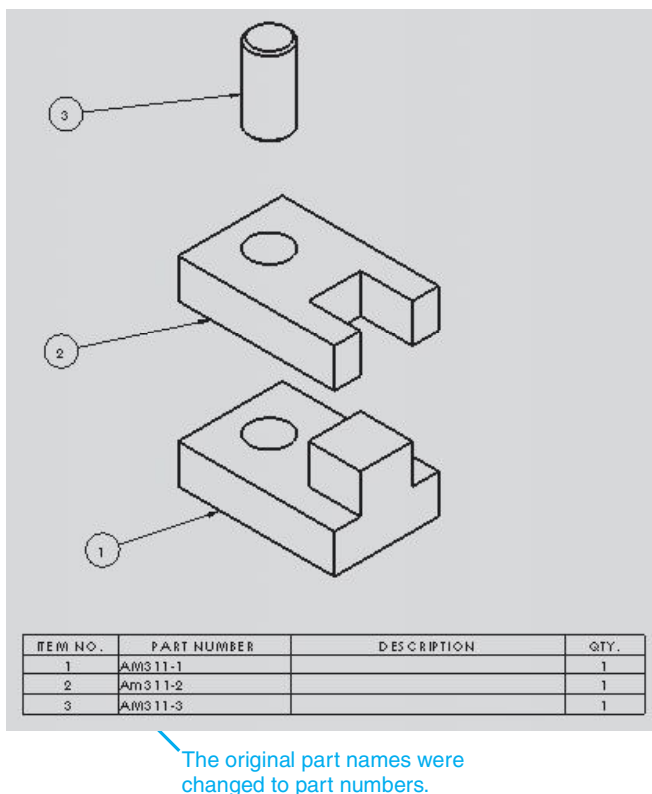 3
2
1
ITEM NO. PART NUMBER DESCRIPTION QTY.
1 AM311-1 1
2 Am311-2 1
3 AM311-3 1
The original part names were
changed to part numbers.